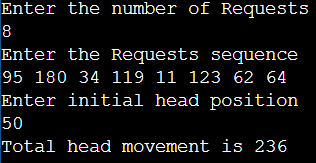 Enter the number of Requests
8
Enter the Requests sequence
95 180 34 119 11 123 62 64
Enter initial head position
50
Total head movement is 236